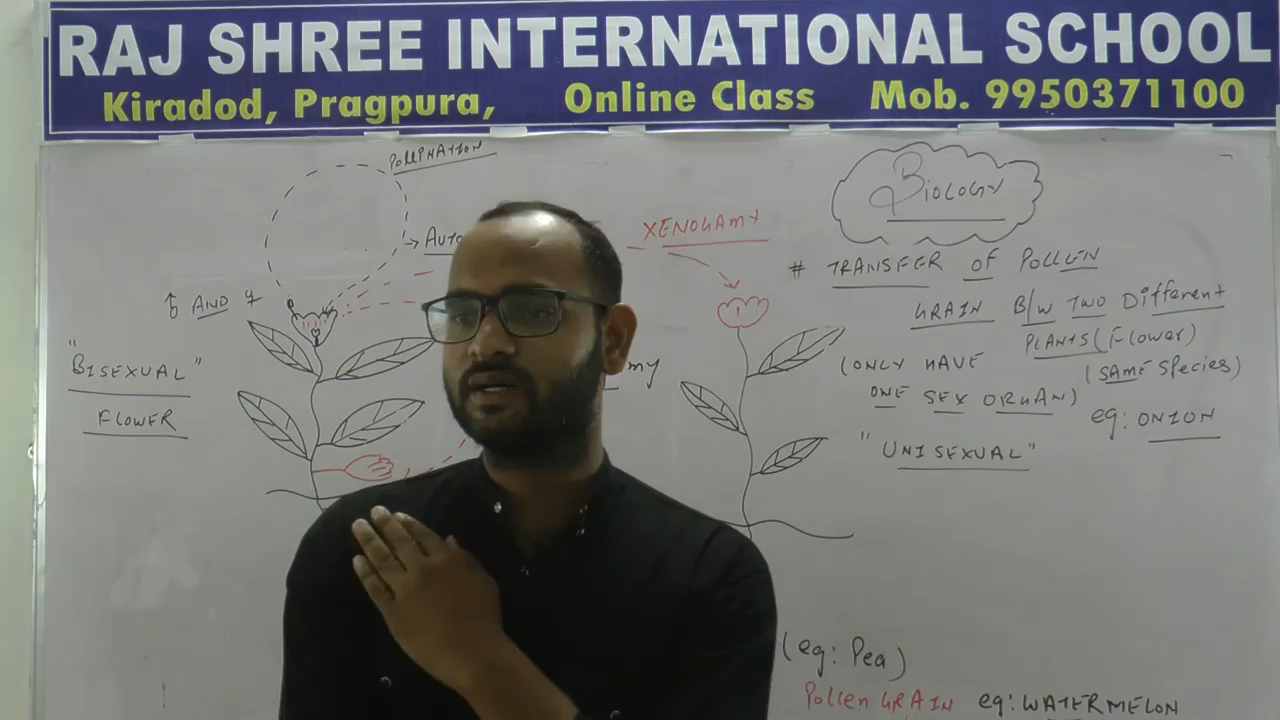 RAJ SHREE INTERNATIONAL SCHOOL
Kiradod, Pragpura, Online Class Mob. 9950371100
POLLINATION
BIOLOGY
XENOGAMY
→ AUTO
# TRANSFER OF POLLEN
GRAIN B/W TWO Different
PLANTS (Flower)
(SAME Species)
eg: ONION
AND
"BISEXUAL"
FLOWER
my
(ONLY HAVE
ONE SEX ORGAN)
"UNISEXUAL"
(eg: Pea)
Pollen GRAIN eg: WATERMELON